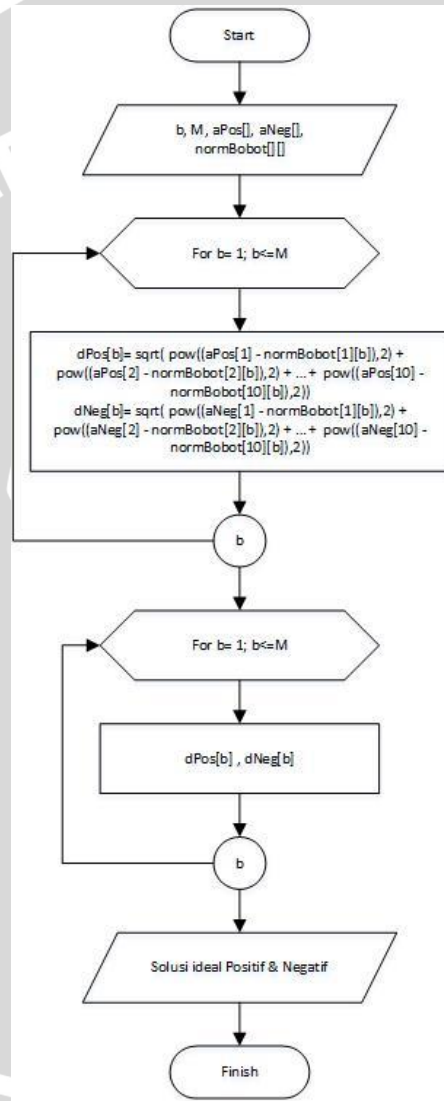 Start
b, M, aPos[], aNeg[],
normBobot[][]
For b= 1; b<=M
dPos[b]= sqrt( pow((aPos[1] - normBobot[1][b]),2) +
pow((aPos[2] - normBobot[2][b]),2) + ... + pow((aPos[10] -
normBobot[10][b]),2))
dNeg[b]= sqrt( pow((aNeg[1] - normBobot[1][b]),2) +
pow((aNeg[2] - normBobot[2][b]),2) + ... + pow((aNeg[10] -
normBobot[10][b]),2))
b
For b= 1; b<=M
dPos[b] , dNeg[b]
b
Solusi ideal Positif & Negatif
Finish